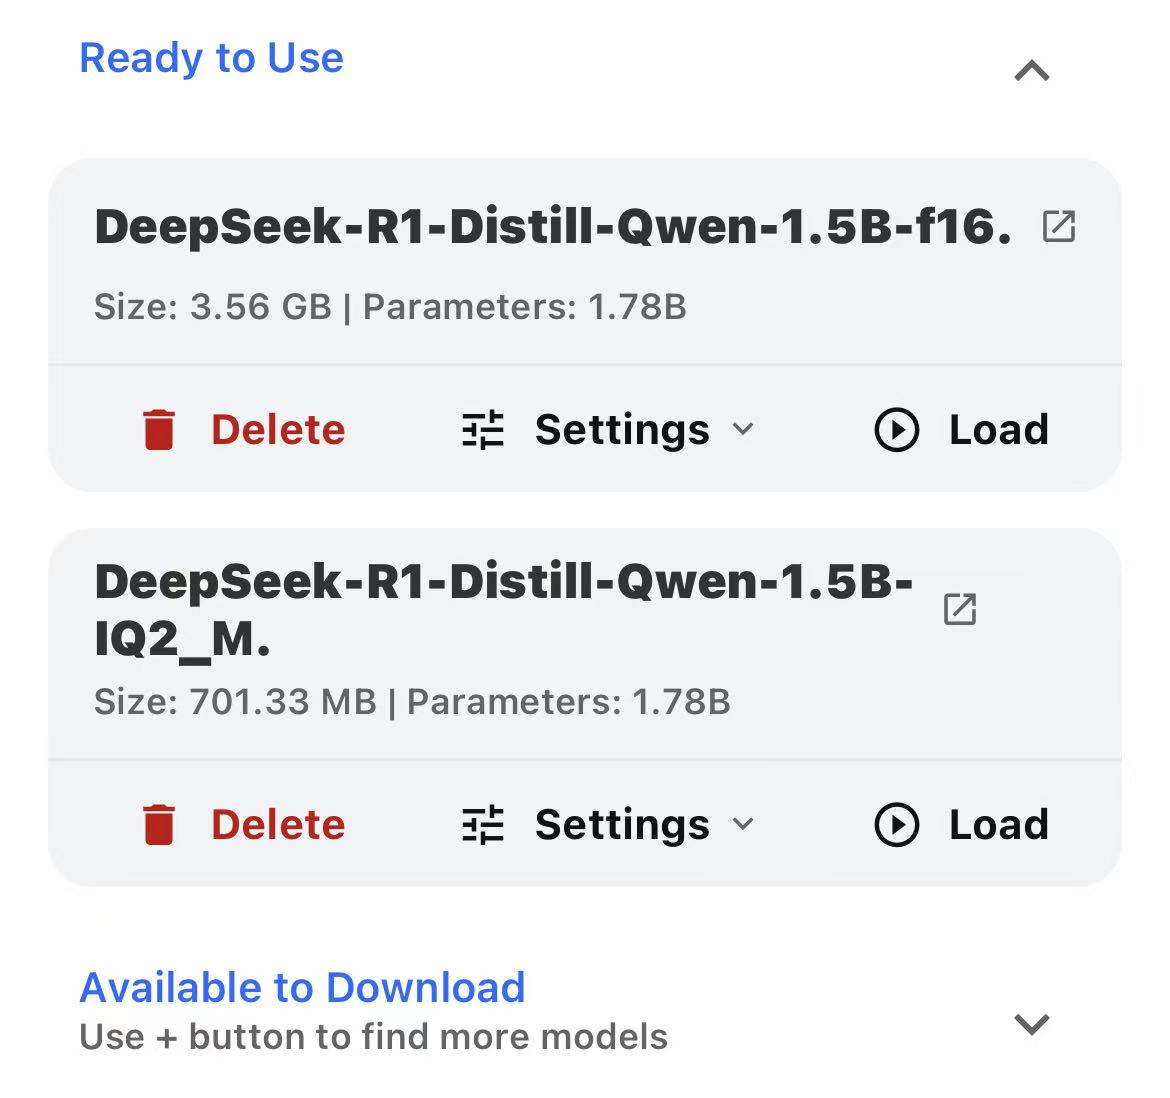 Ready to Use
DeepSeek-R1-Distill-Qwen-1.5B-f16.
Size: 3.56 GB | Parameters: 1.78B
Delete Settings Load
DeepSeek-R1-Distill-Qwen-1.5B-
IQ2_M.
Size: 701.33 MB | Parameters: 1.78B
Delete Settings Load
Available to Download
Use + button to find more models